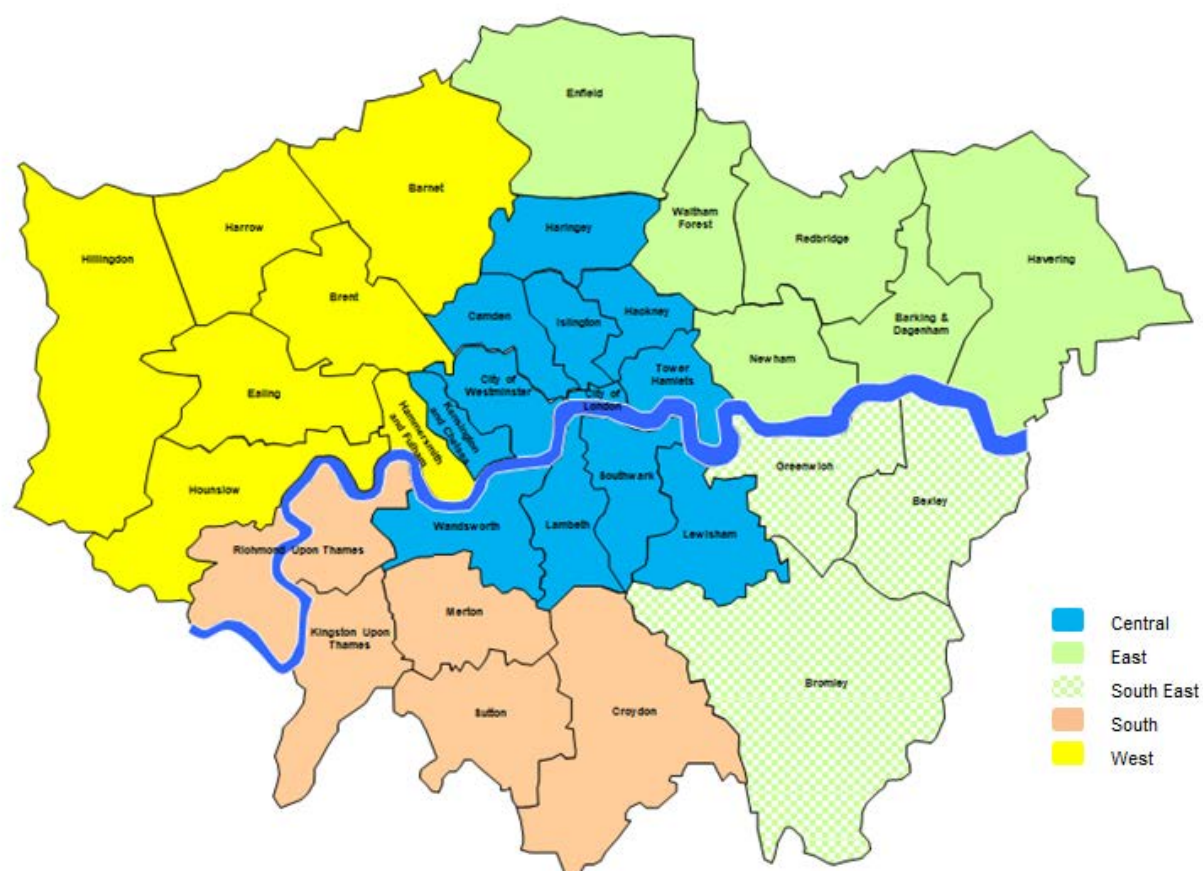 Enfield
Barnet
Waltham
Forest
Harrow
Haringey
Redbridge
Hillingdon
Havering
Brent
Camden
Islington
Hackney
Barking &
Dagenham
Newham
Tower
Hamlets
City of
Westminster
Ealing
City of
London
Kensington
and Chelsea
Hammersmith
and Fulham
Greenwich
Southwark
Hounslow
Bexley
Wandsworth
Lambeth
Lewisham
Richmond Upon Thames
Merton
Kingston Upon
Thames
Bromley
Sutton
Croydon
Central
East
South East
South
West